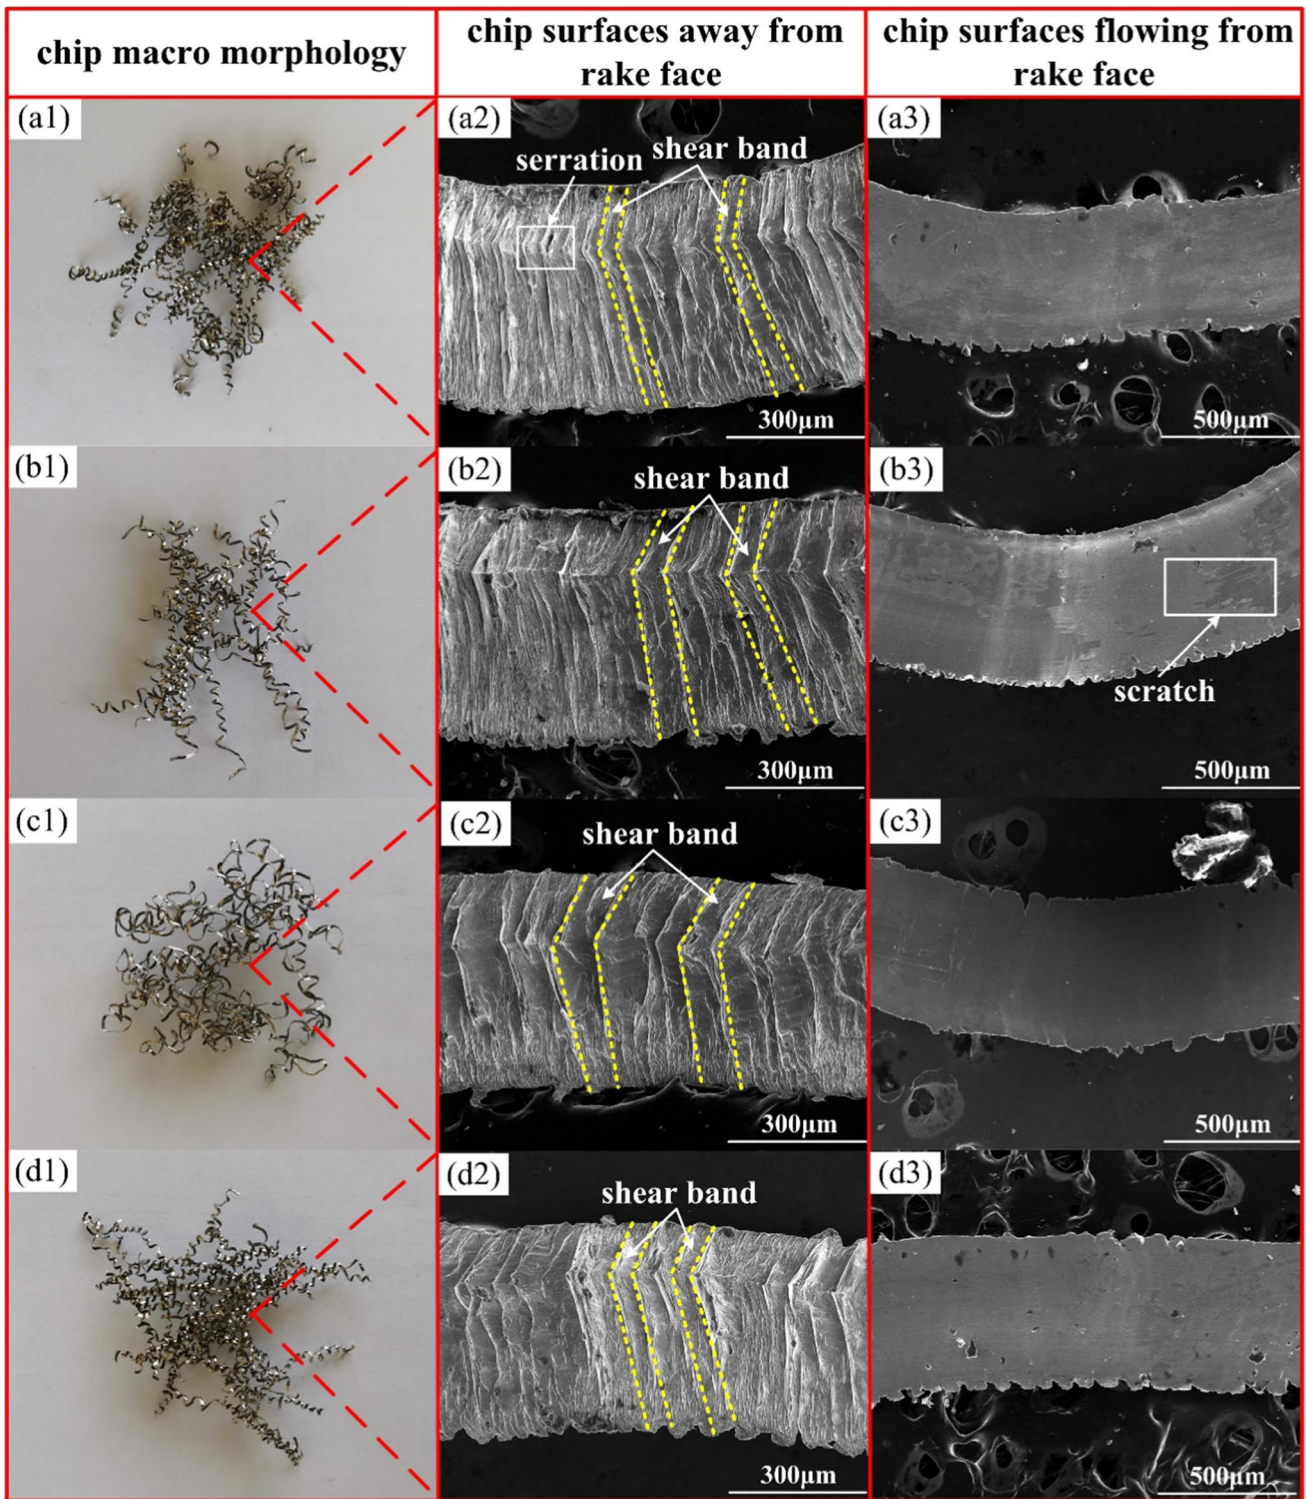 chip macro morphology
chip surfaces away from
rake face
chip surfaces flowing from
rake face
(a1)
(a2)
serration
shear band
300μm
(a3)
500μm
(b1)
(b2)
shear band
300μm
(b3)
scratch
500μm
(c1)
(c2)
shear band
300μm
(c3)
500μm
(d1)
(d2)
shear band
300μm
(d3)
500μm